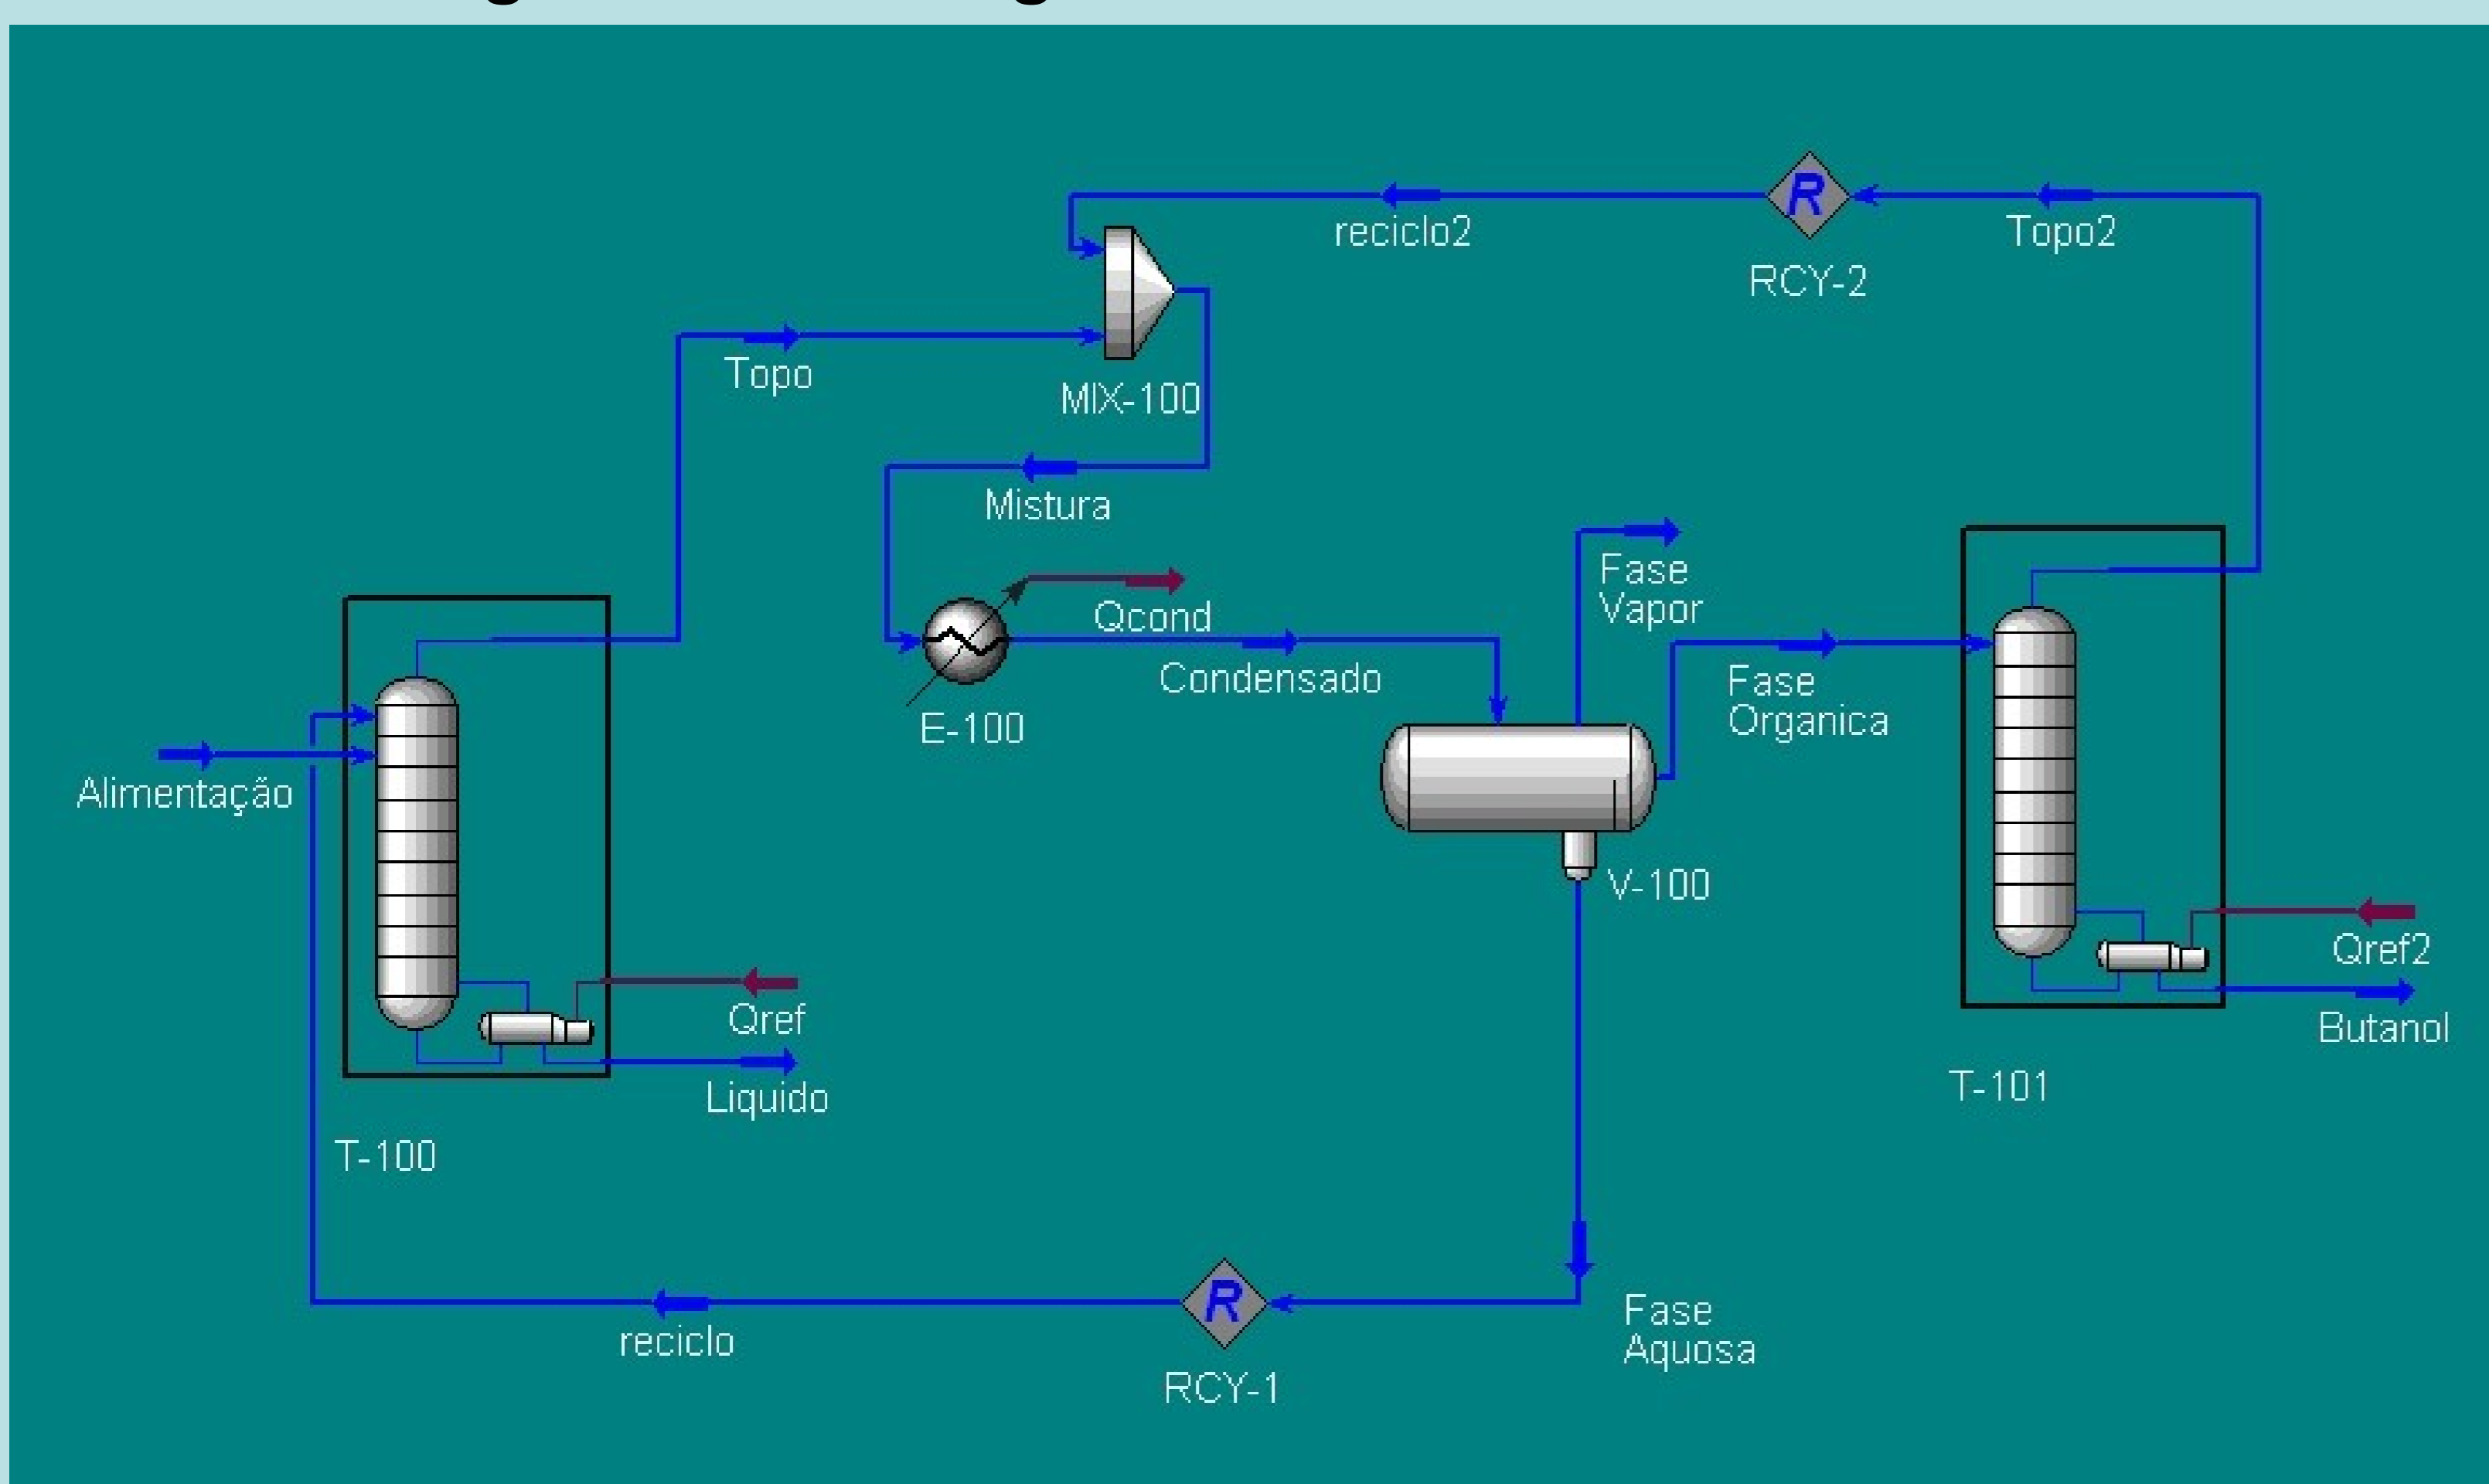 R
reciclo2
Topo2
RCY-2
Topo
MIX-100
Mistura
Fase
Vapor
Qcond
Condensado
Fase
Organica
E-100
Alimentação
V-100
Qref2
Butanol
Qref
Liquido
T-101
T-100
R
Fase
Aquosa
reciclo
RCY-1